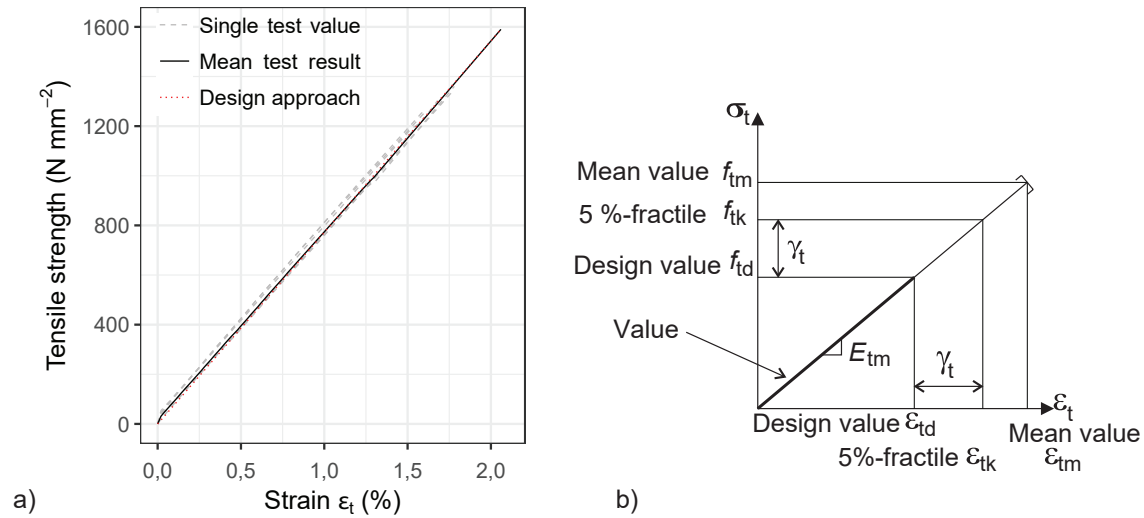 Single test value
Mean test result
Design approach
Tensile strength (N mm⁻²)
1600
1200
800
400
0
0,0
0,5
1,0
1,5
2,0
Strain εt (%)
a)
σt
Mean value ftm
5 %-fractile ftk
γt
Design value ftd
Value
Etm
γt
εt
Design value εtd
Mean value
5%-fractile εtk
εtm
b)